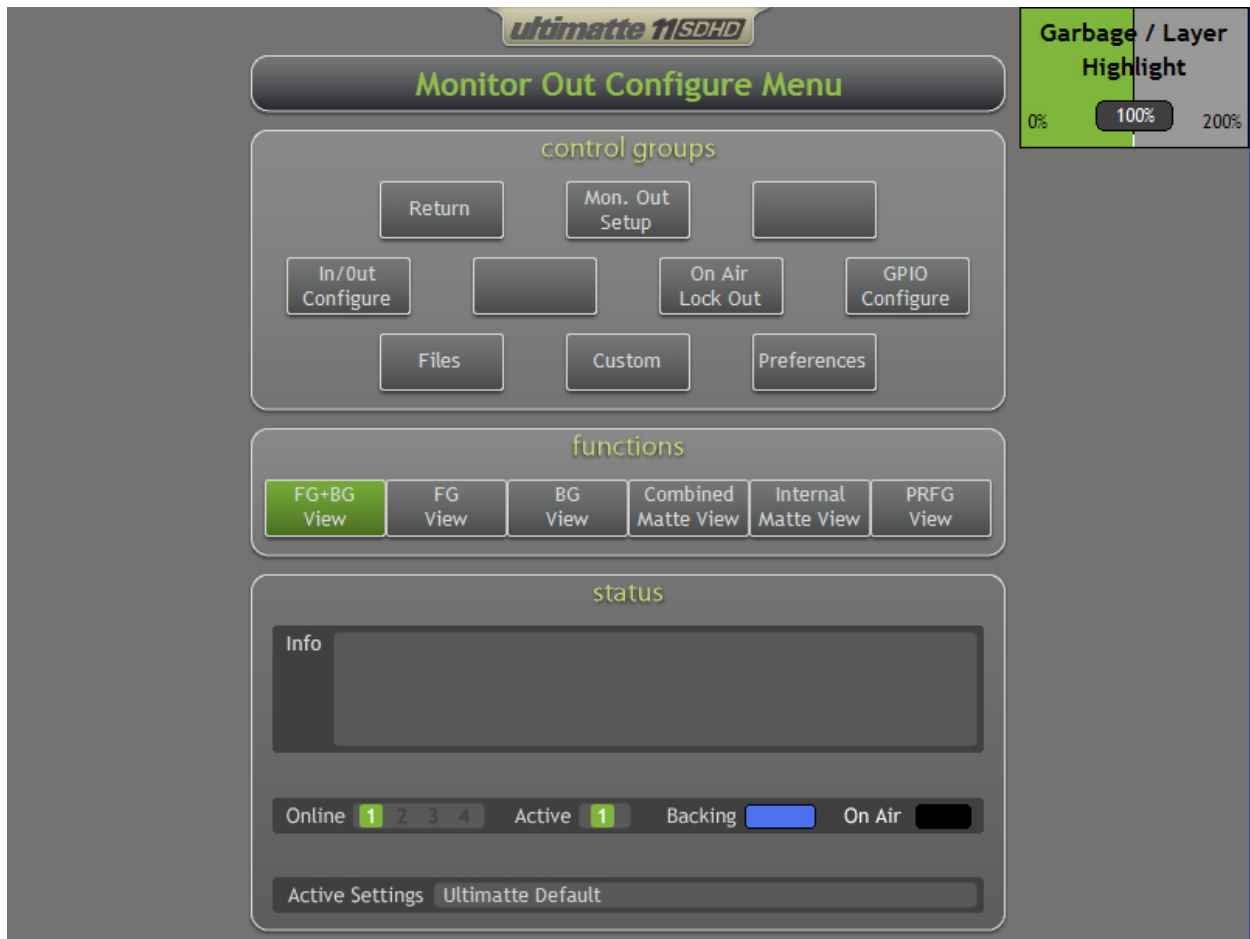 ultimatte 11 SDHD
Garbage / Layer
Highlight
0%
100%
200%
Monitor Out Configure Menu
control groups
Return
Mon. Out
Setup
In/0ut
Configure
On Air
Lock Out
GPIO
Configure
Files
Custom
Preferences
functions
FG+BG
View
FG
View
BG
View
Combined
Matte View
Internal
Matte View
PRFG
View
status
Info
Online 1 2 3 4 Active 1 Backing On Air
Active Settings Ultimatte Default